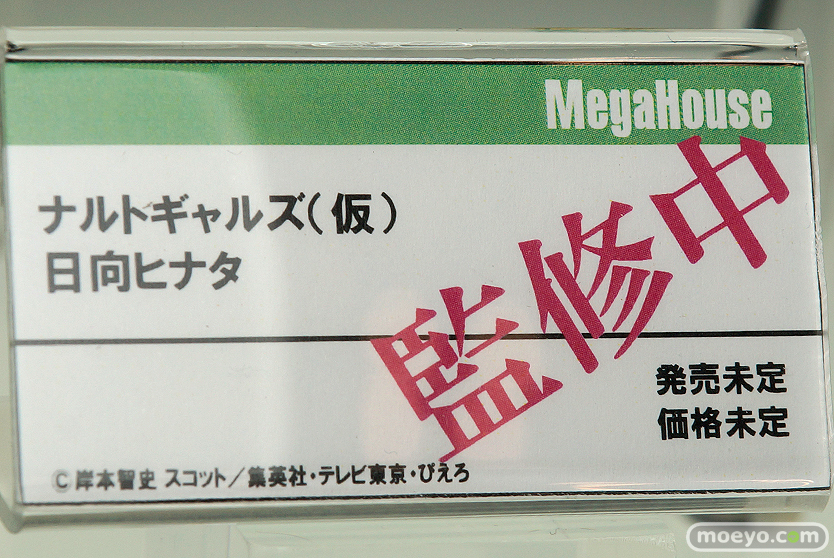 MegaHouse
ナルトギャルズ(仮)
日向ヒナタ
監修中
発売未定
価格未定
©岸本斉史 スコット／集英社・テレビ東京・ぴえろ
moeyo.com